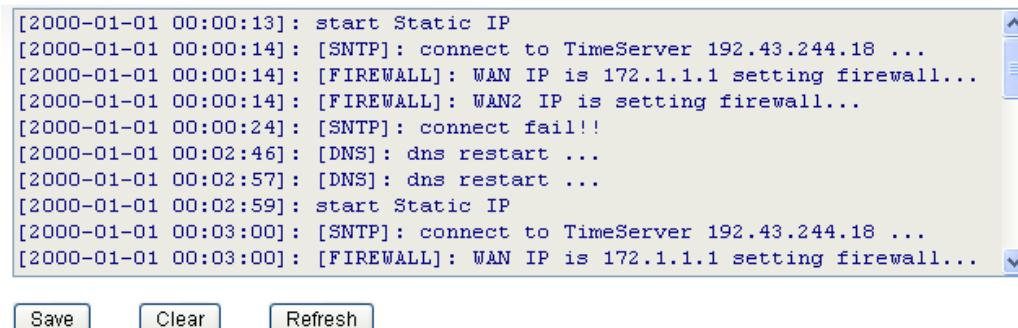 [2000-01-01 00:00:13]: start Static IP
[2000-01-01 00:00:14]: [SNTP]: connect to TimeServer 192.43.244.18 ...
[2000-01-01 00:00:14]: [FIREWALL]: WAN IP is 172.1.1.1 setting firewall...
[2000-01-01 00:00:14]: [FIREWALL]: WAN2 IP is setting firewall...
[2000-01-01 00:00:24]: [SNTP]: connect fail!!
[2000-01-01 00:02:46]: [DNS]: dns restart ...
[2000-01-01 00:02:57]: [DNS]: dns restart ...
[2000-01-01 00:02:59]: start Static IP
[2000-01-01 00:03:00]: [SNTP]: connect to TimeServer 192.43.244.18 ...
[2000-01-01 00:03:00]: [FIREWALL]: WAN IP is 172.1.1.1 setting firewall...
Save Clear Refresh